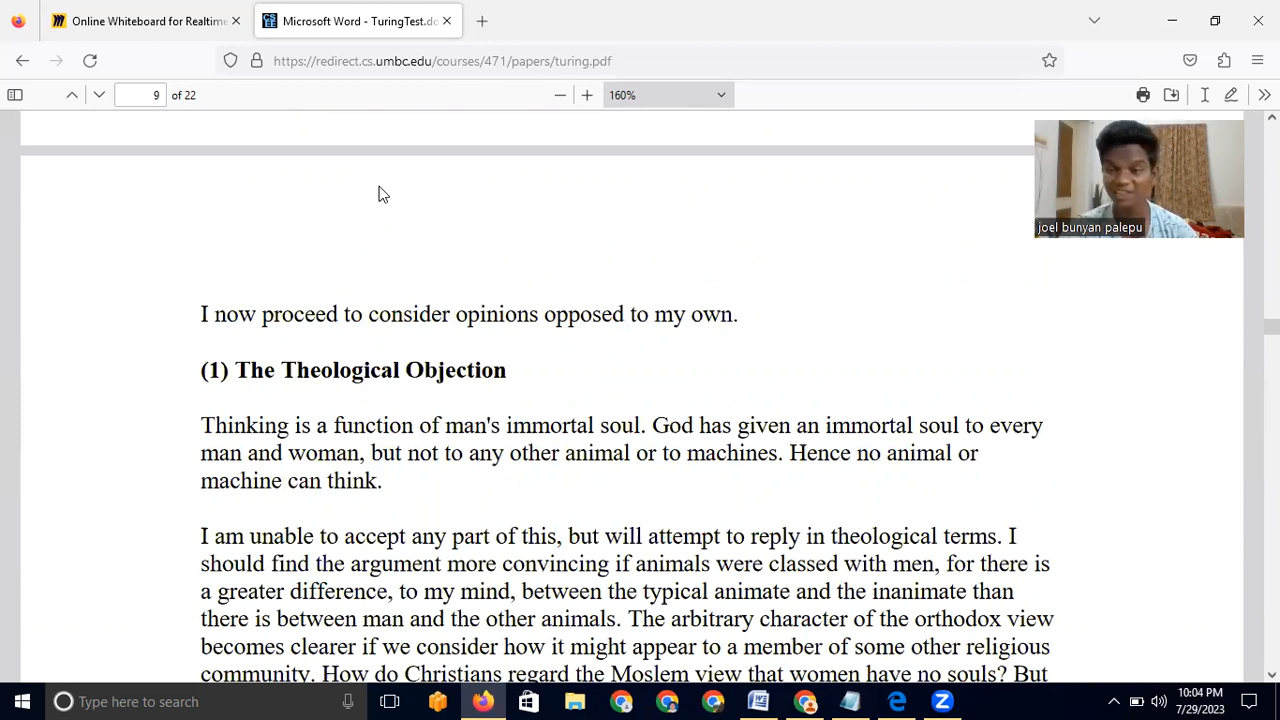 Online Whiteboard for Realtime
Microsoft Word - TuringTest.do
https://redirect.cs.umbc.edu/courses/471/papers/turing.pdf
9 of 22
160%
joel bunyan palepu
I now proceed to consider opinions opposed to my own.
(1) The Theological Objection
Thinking is a function of man's immortal soul. God has given an immortal soul to every
man and woman, but not to any other animal or to machines. Hence no animal or
machine can think.
I am unable to accept any part of this, but will attempt to reply in theological terms. I
should find the argument more convincing if animals were classed with men, for there is
a greater difference, to my mind, between the typical animate and the inanimate than
there is between man and the other animals. The arbitrary character of the orthodox view
becomes clearer if we consider how it might appear to a member of some other religious
community. How do Christians regard the Moslem view that women have no souls? But
Type here to search
10:04 PM
7/29/2023